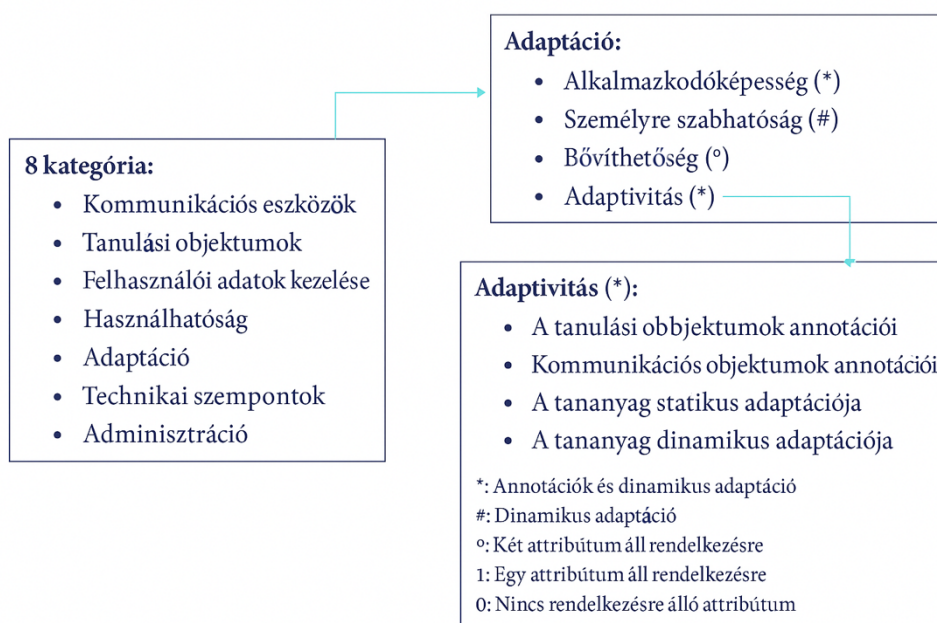 Adaptáció:
• Alkalmazkodóképesség (*)
• Személyre szabhatóság (#)
• Bővíthetőség (°)
• Adaptivitás (*)
8 kategória:
• Kommunikációs eszközök
• Tanulási objektumok
• Felhasználói adatok kezelése
• Használhatóság
• Adaptáció
• Technikai szempontok
• Adminisztráció
Adaptivitás (*):
• A tanulási obbjektumok annotációi
• Kommunikációs objektumok annotációi
• A tananyag statikus adaptációja
• A tananyag dinamikus adaptációja
*: Annotációk és dinamikus adaptáció
#: Dinamikus adaptáció
°: Két attribútum áll rendelkezésre
1: Egy attribútum áll rendelkezésre
0: Nincs rendelkezésre álló attribútum